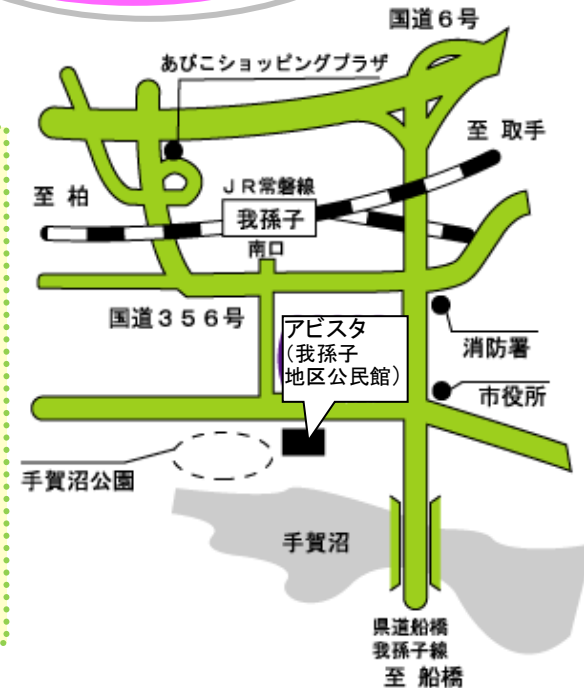 国道６号
あびこショッピングプラザ
至 取手
ＪＲ常磐線
至 柏
我孫子
南口
国道３５６号
アビスタ
（我孫子
地区公民館）
消防署
市役所
手賀沼公園
手賀沼
県道船橋
我孫子線
至 船橋